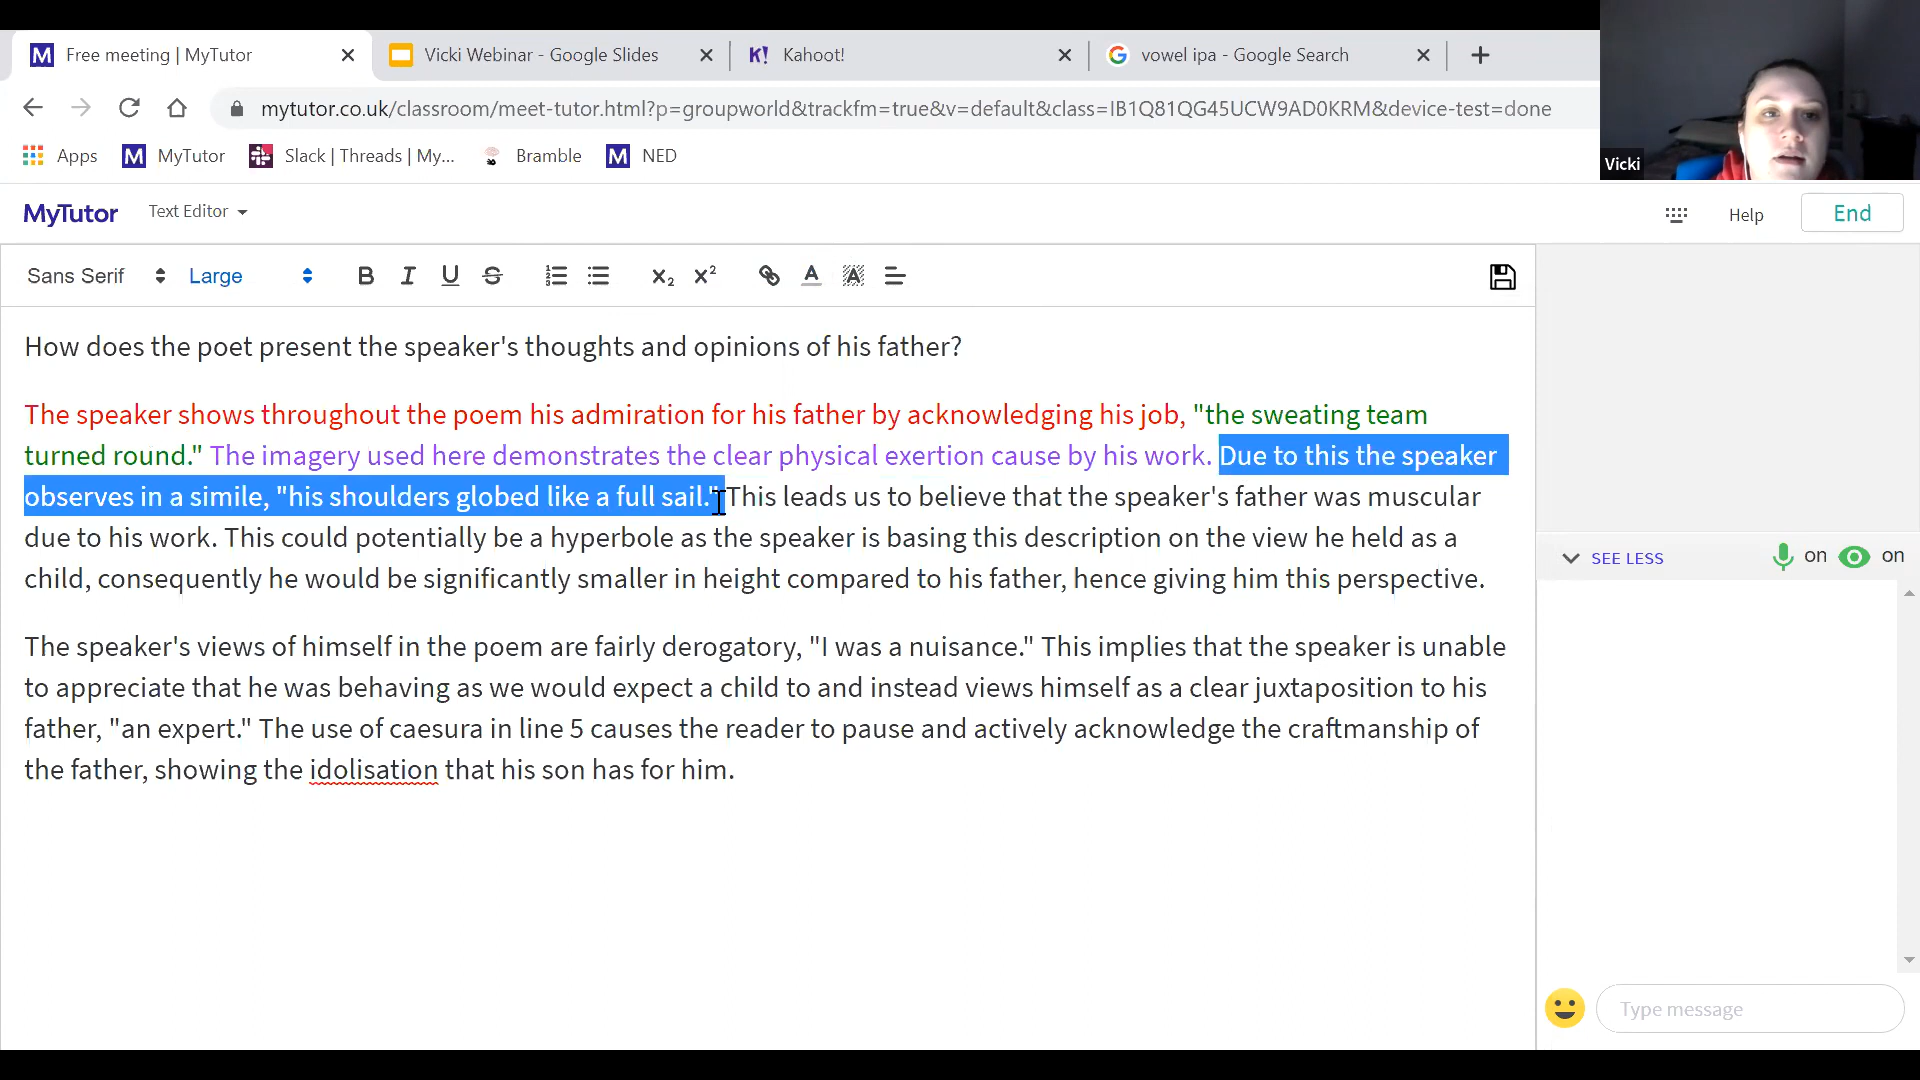 Free meeting | MyTutor
Vicki Webinar - Google Slides
K! Kahoot!
vowel ipa - Google Search
mytutor.co.uk/classroom/meet-tutor.html?p=groupworld&trackfm=true&v=default&class=IB1Q81QG45UCW9AD0KRM&device-test=done
Apps
M MyTutor
Slack | Threads | My...
Bramble
M NED
Vicki
MyTutor
Text Editor
Help
End
Sans Serif
Large
How does the poet present the speaker's thoughts and opinions of his father?
The speaker shows throughout the poem his admiration for his father by acknowledging his job, "the sweating team
turned round." The imagery used here demonstrates the clear physical exertion cause by his work. Due to this the speaker
observes in a simile, "his shoulders globed like a full sail." This leads us to believe that the speaker's father was muscular
due to his work. This could potentially be a hyperbole as the speaker is basing this description on the view he held as a
child, consequently he would be significantly smaller in height compared to his father, hence giving him this perspective.
The speaker's views of himself in the poem are fairly derogatory, "I was a nuisance." This implies that the speaker is unable
to appreciate that he was behaving as we would expect a child to and instead views himself as a clear juxtaposition to his
father, "an expert." The use of caesura in line 5 causes the reader to pause and actively acknowledge the craftmanship of
the father, showing the idolisation that his son has for him.
SEE LESS
on
on
Type message